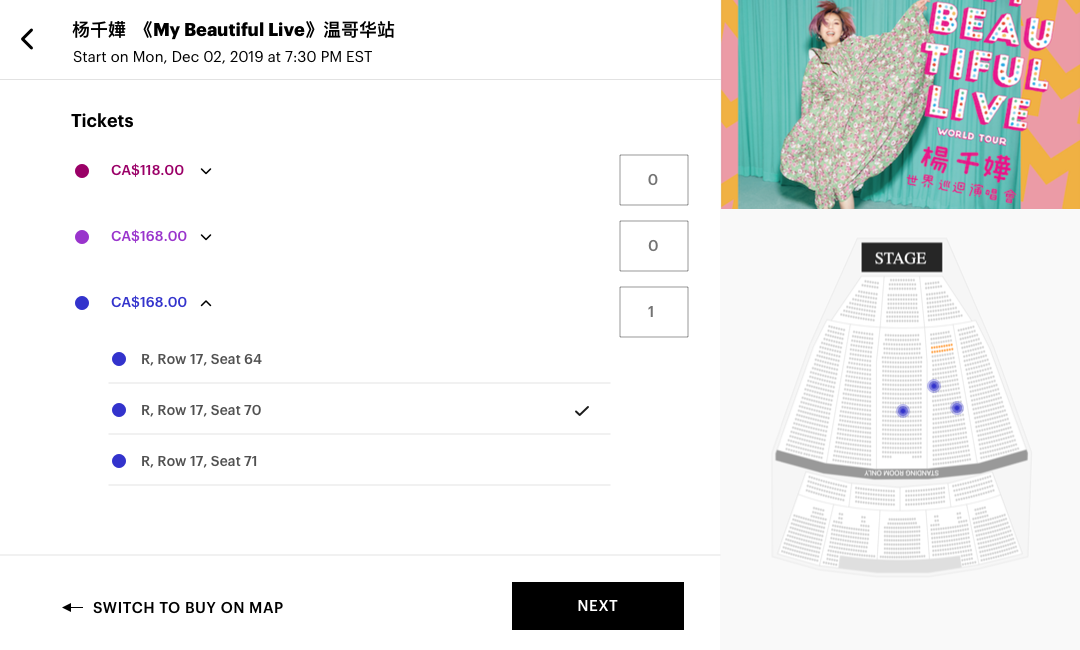 杨千嬅 《My Beautiful Live》温哥华站
Start on Mon, Dec 02, 2019 at 7:30 PM EST
Tickets
CA$118.00
0
CA$168.00
0
CA$168.00
1
R, Row 17, Seat 64
R, Row 17, Seat 70
R, Row 17, Seat 71
SWITCH TO BUY ON MAP
NEXT
BEAU
TIFUL
LIVE
WORLD TOUR
楊千嬅
世界巡迴演唱會
STAGE
STANDING ROOM ONLY